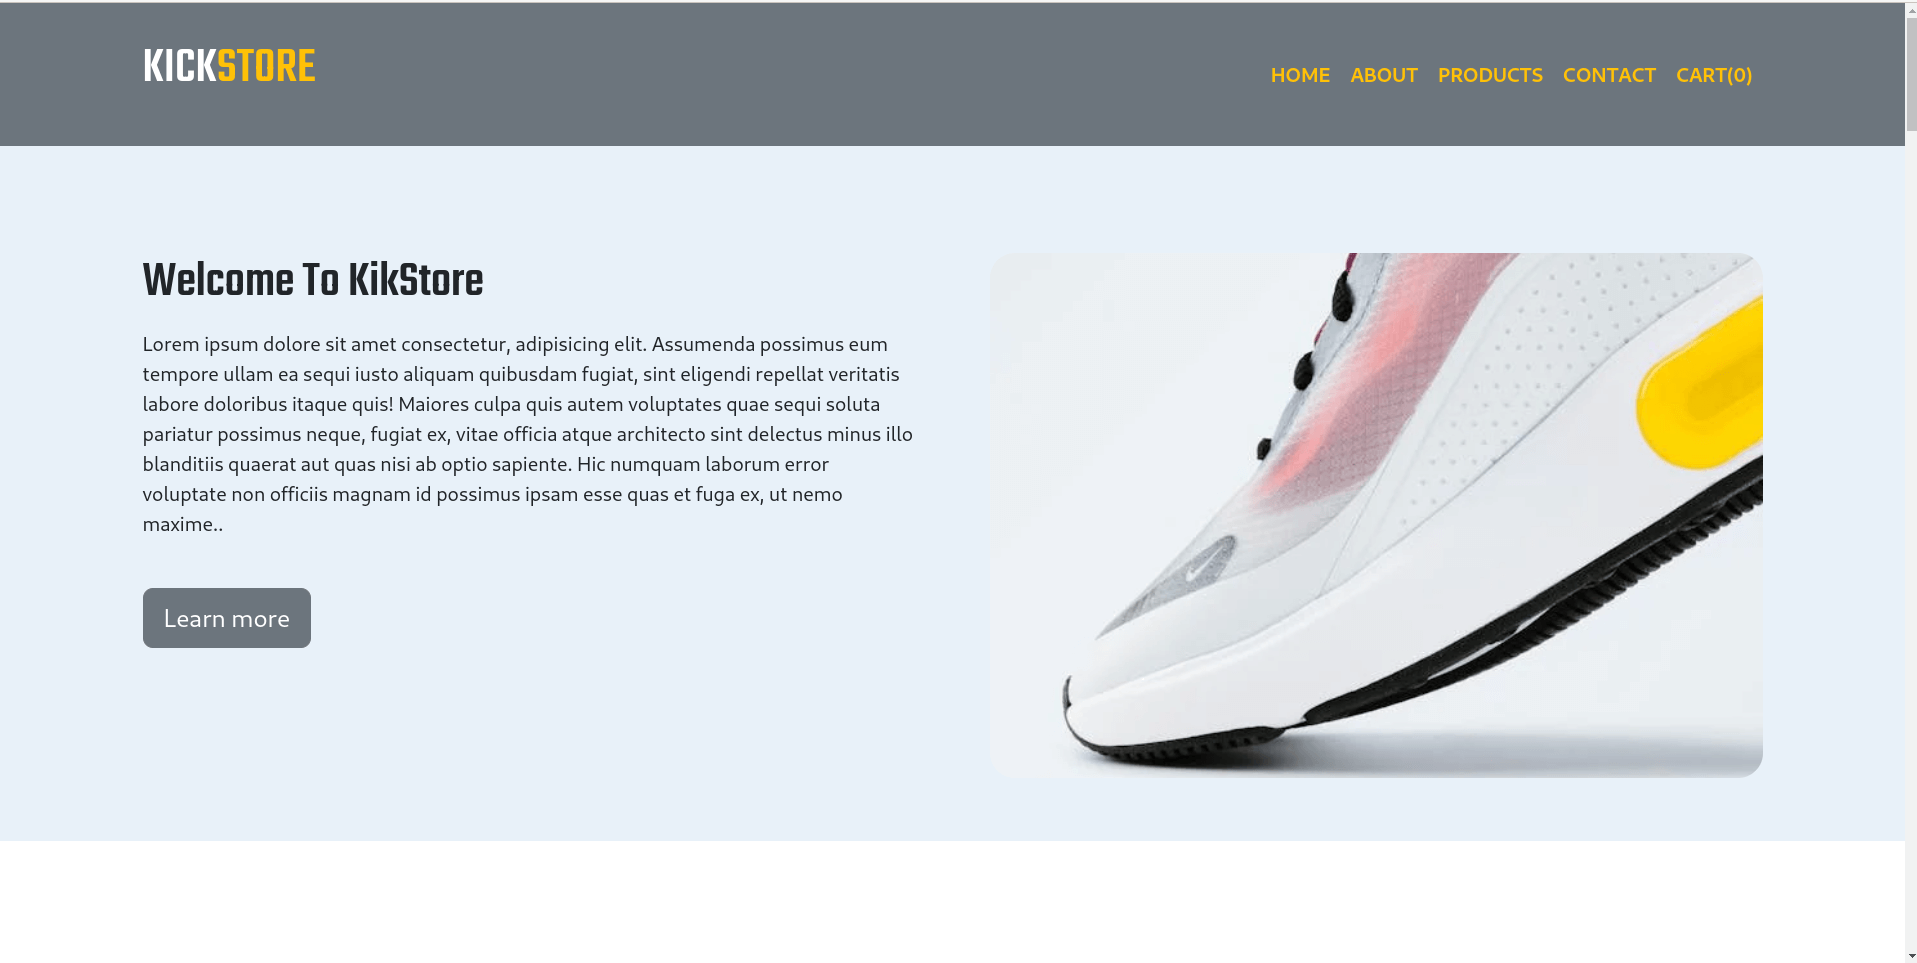 KICKSTORE
HOME ABOUT PRODUCTS CONTACT CART(0)
Welcome To KikStore
Lorem ipsum dolore sit amet consectetur, adipisicing elit. Assumenda possimus eum
tempore ullam ea sequi iusto aliquam quibusdam fugiat, sint eligendi repellat veritatis
labore doloribus itaque quis! Maiores culpa quis autem voluptates quae sequi soluta
pariatur possimus neque, fugiat ex, vitae officia atque architecto sint delectus minus illo
blanditiis quaerat aut quas nisi ab optio sapiente. Hic numquam laborum error
voluptate non officiis magnam id possimus ipsam esse quas et fuga ex, ut nemo
maxime..
Learn more